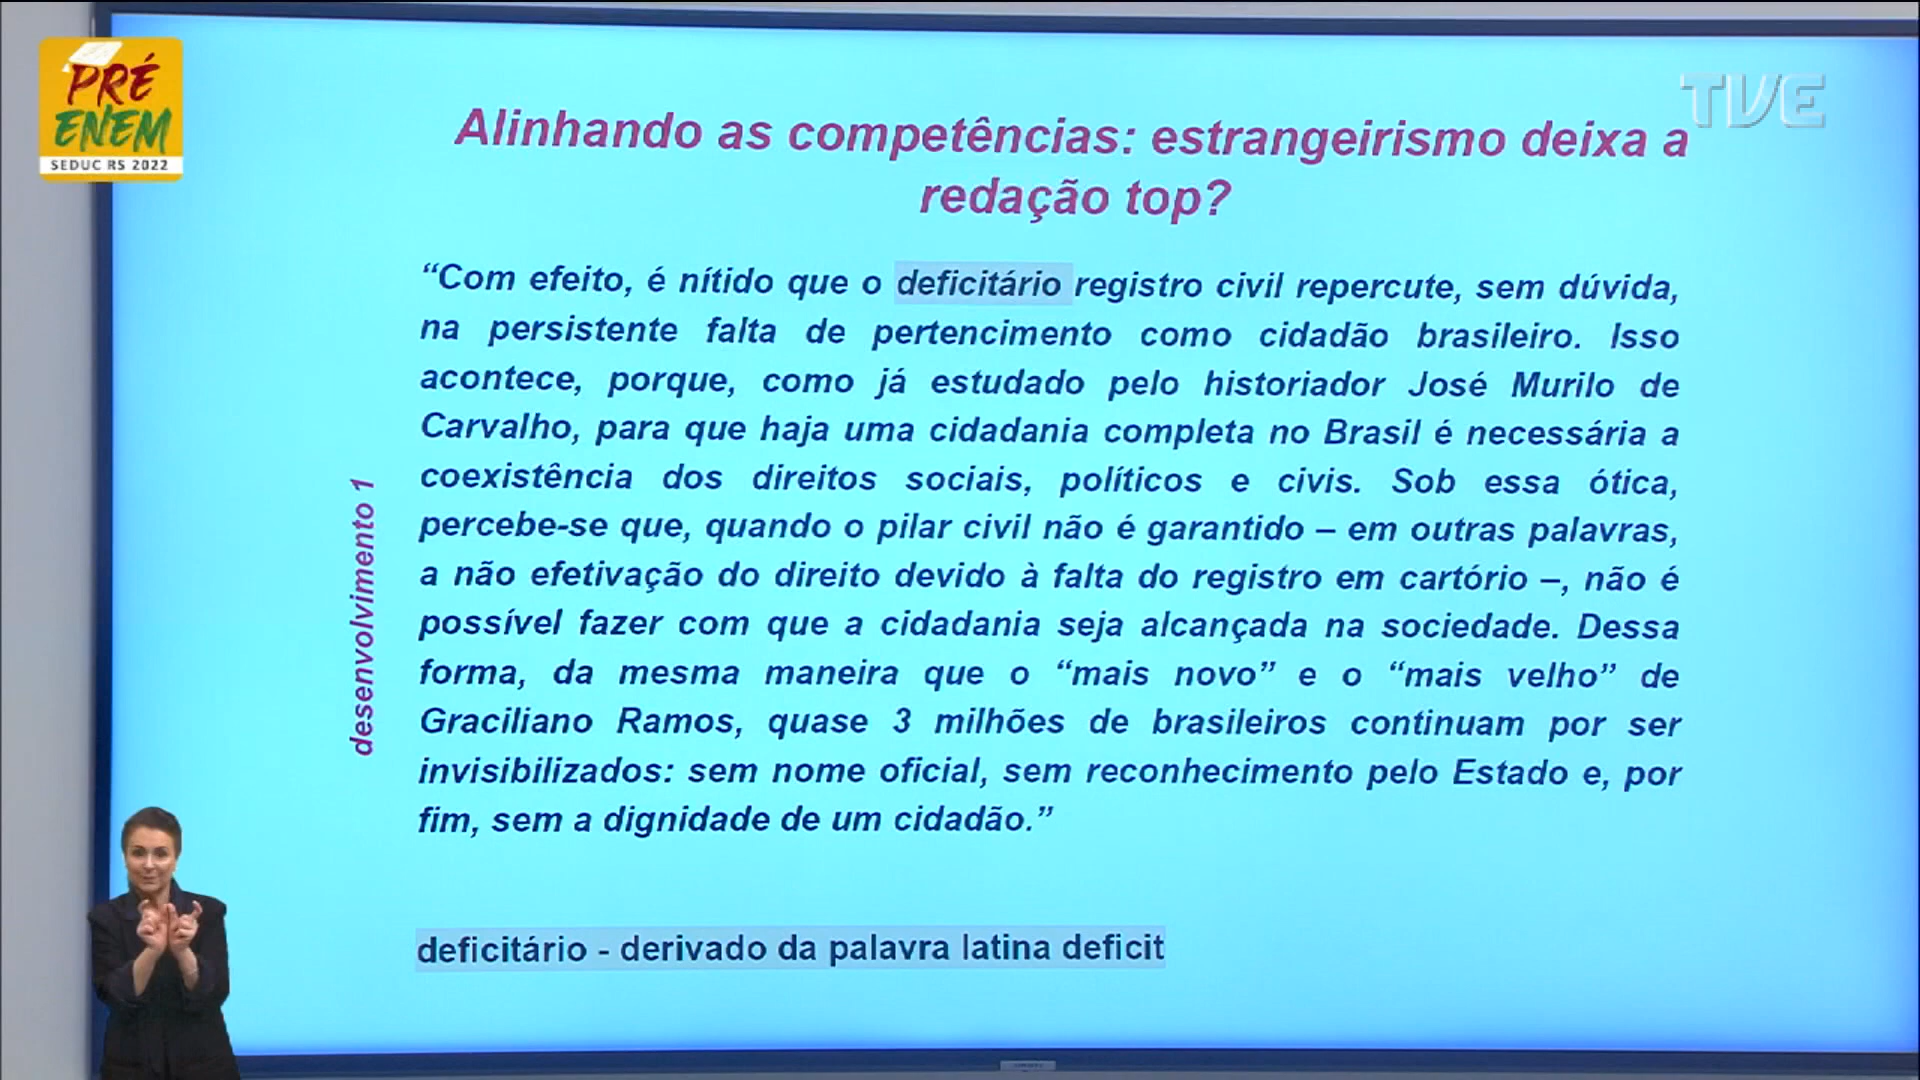 PRÉ
ENEM
SEDUC RS 2022
TVE
Alinhando as competências: estrangeirismo deixa a
redação top?
“Com efeito, é nítido que o deficitário registro civil repercute, sem dúvida,
na persistente falta de pertencimento como cidadão brasileiro. Isso
acontece, porque, como já estudado pelo historiador José Murilo de
Carvalho, para que haja uma cidadania completa no Brasil é necessária a
coexistência dos direitos sociais, políticos e civis. Sob essa ótica,
percebe-se que, quando o pilar civil não é garantido – em outras palavras,
a não efetivação do direito devido à falta do registro em cartório –, não é
possível fazer com que a cidadania seja alcançada na sociedade. Dessa
forma, da mesma maneira que o “mais novo” e o “mais velho” de
Graciliano Ramos, quase 3 milhões de brasileiros continuam por ser
invisibilizados: sem nome oficial, sem reconhecimento pelo Estado e, por
fim, sem a dignidade de um cidadão.”
desenvolvimento 1
deficitário - derivado da palavra latina deficit